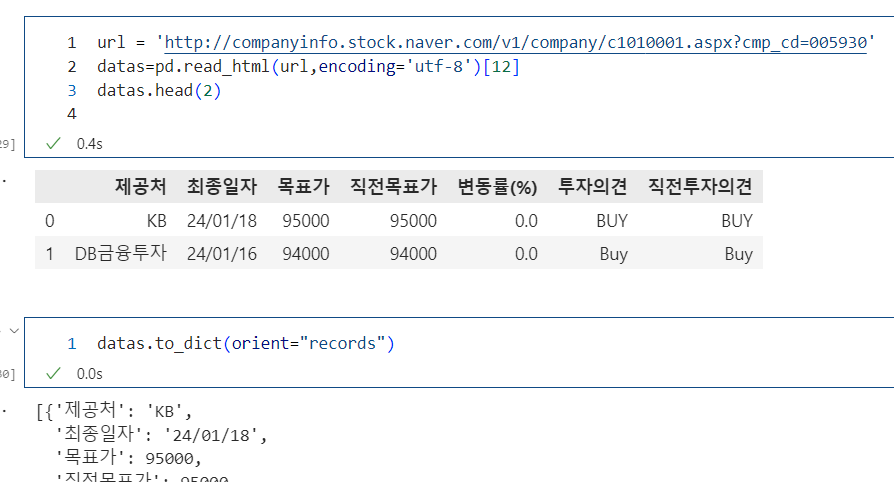 1 url = 'http://companyinfo.stock.naver.com/v1/company/c1010001.aspx?cmp_cd=005930'
2 datas=pd.read_html(url,encoding='utf-8')[12]
3 datas.head(2)
4
29] ✓ 0.4s
제공처 최종일자 목표가 직전목표가 변동률(%) 투자의견 직전투자의견
0 KB 24/01/18 95000 95000 0.0 BUY BUY
1 DB금융투자 24/01/16 94000 94000 0.0 Buy Buy
1 datas.to_dict(orient="records")
30] ✓ 0.0s
[{'제공처': 'KB',
'최종일자': '24/01/18',
'목표가': 95000,
'직전목표가': 95000